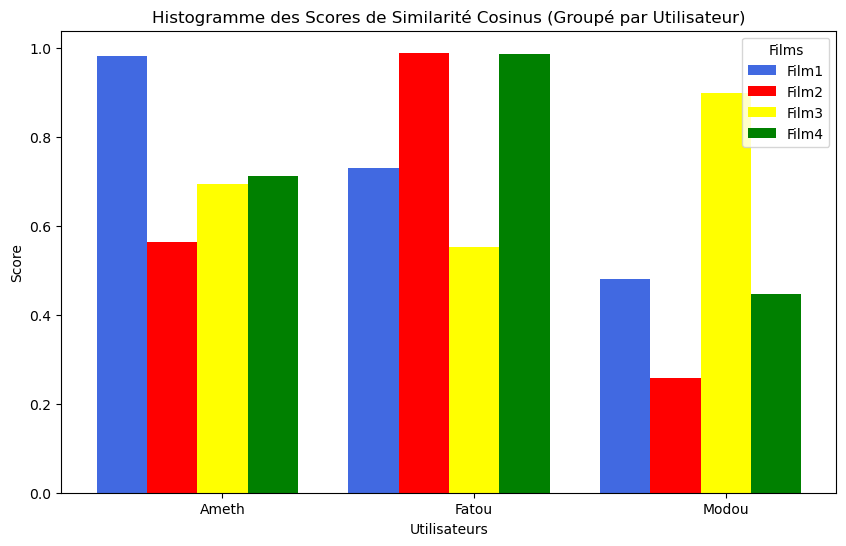 Histogramme des Scores de Similarité Cosinus (Groupé par Utilisateur)
Films
Film1
Film2
Film3
Film4
Score
1.0
0.8
0.6
0.4
0.2
0.0
Ameth Fatou Modou
Utilisateurs